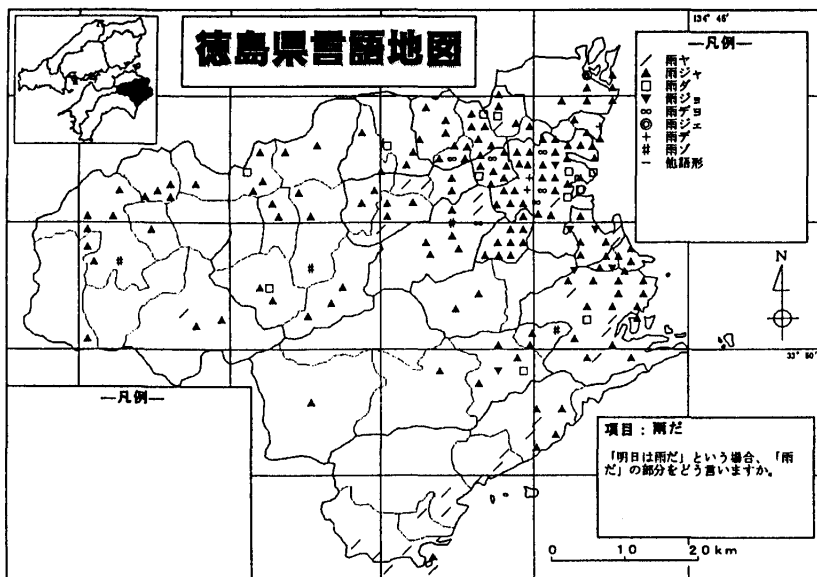 徳島県言語地図
134° 45'
―凡例―
／ 雨ヤ
▲ 雨ジャ
□ 雨ダ
▼ 雨ジョ
∞ 雨デヨ
◎ 雨ジェ
+ 雨デ
# 雨ゾ
― 他語形
N
33° 50'
―凡例―
項目：雨だ
「明日は雨だ」という場合、「雨
だ」の部分をどう言いますか。
0 10 20km